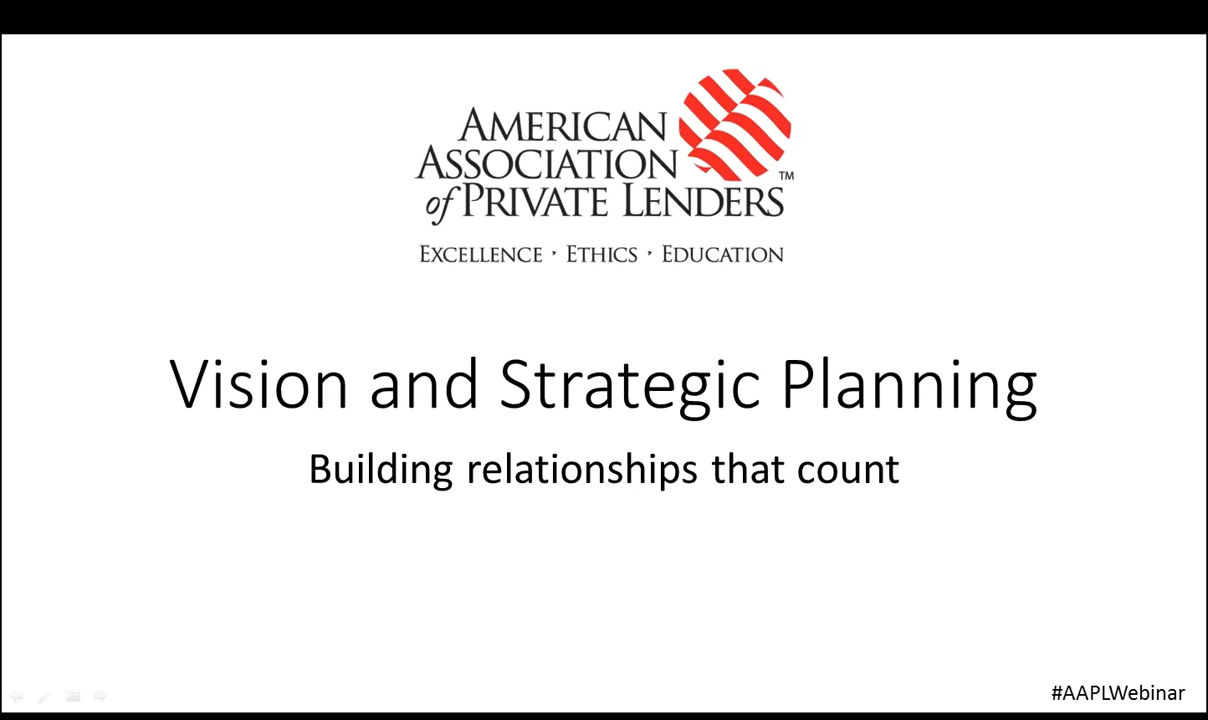 AMERICAN
ASSOCIATION
of PRIVATE LENDERS
TM
EXCELLENCE · ETHICS · EDUCATION
Vision and Strategic Planning
Building relationships that count
#AAPLWebinar